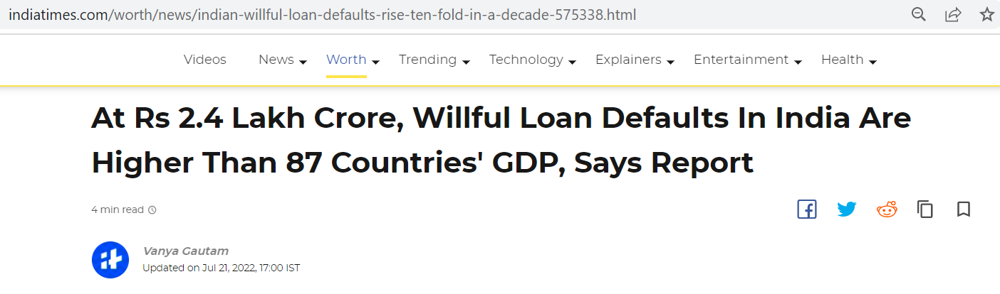 indiatimes.com/worth/news/indian-willful-loan-defaults-rise-ten-fold-in-a-decade-575338.html
Videos News Worth Trending Technology Explainers Entertainment Health
At Rs 2.4 Lakh Crore, Willful Loan Defaults In India Are
Higher Than 87 Countries' GDP, Says Report
4 min read
Vanya Gautam
Updated on Jul 21, 2022, 17:00 IST